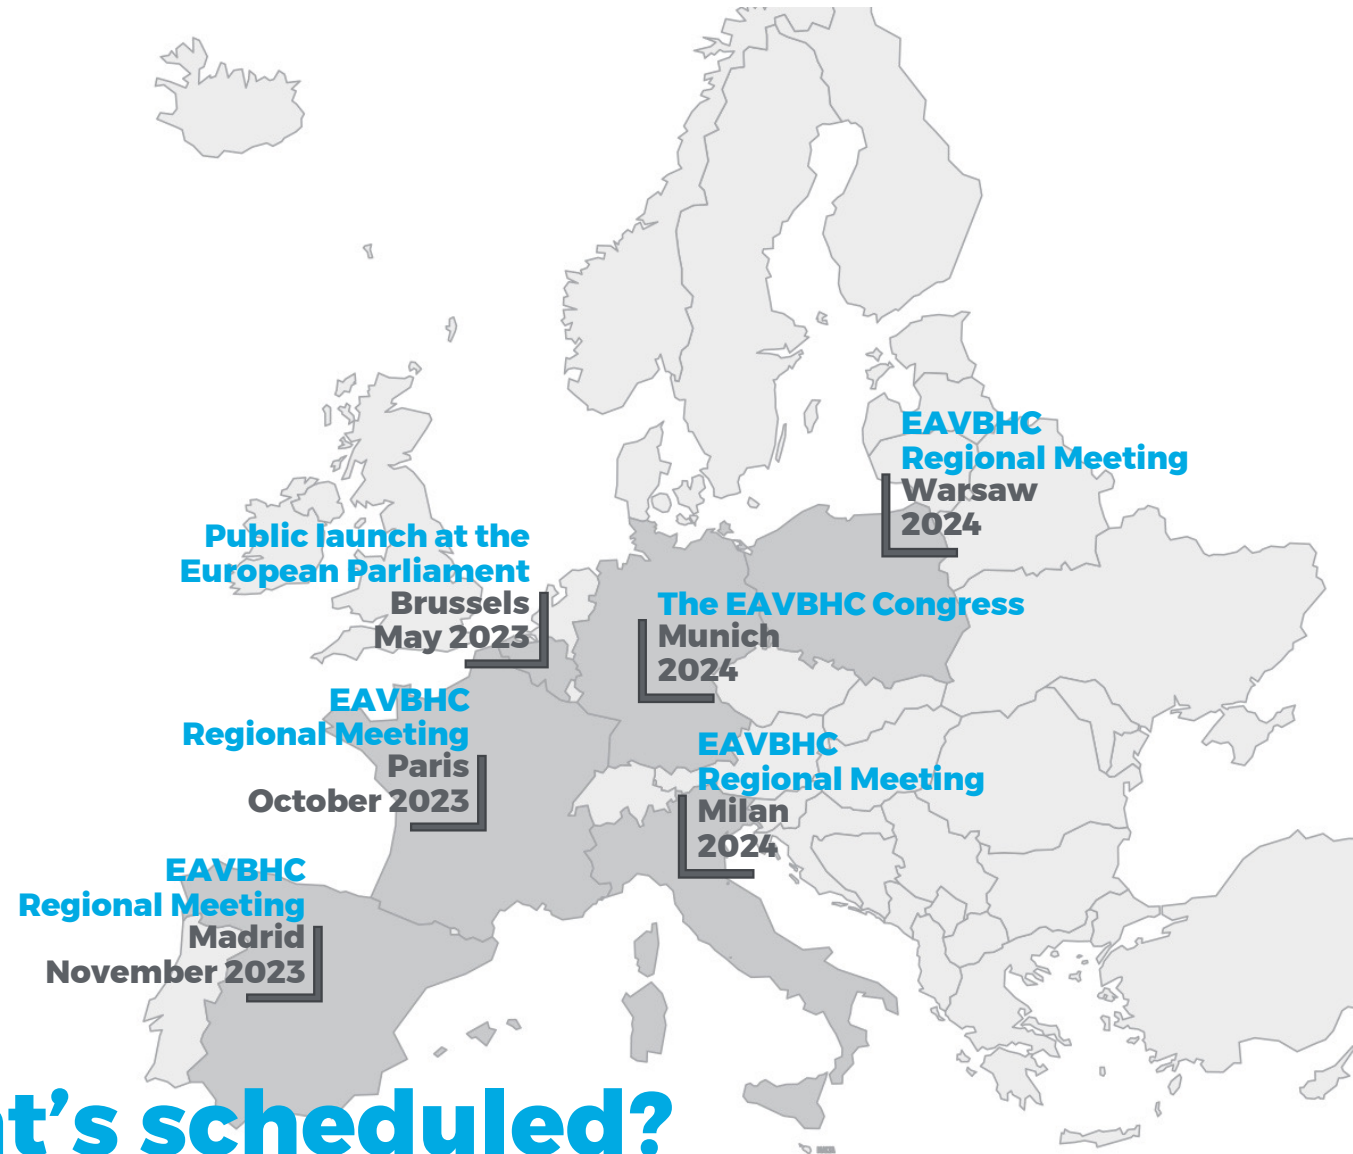 EAVBHC
Regional Meeting
Warsaw
2024
Public launch at the
European Parliament
Brussels
May 2023
The EAVBHC Congress
Munich
2024
EAVBHC
Regional Meeting
Paris
October 2023
EAVBHC
Regional Meeting
Milan
2024
EAVBHC
Regional Meeting
Madrid
November 2023
t's scheduled?